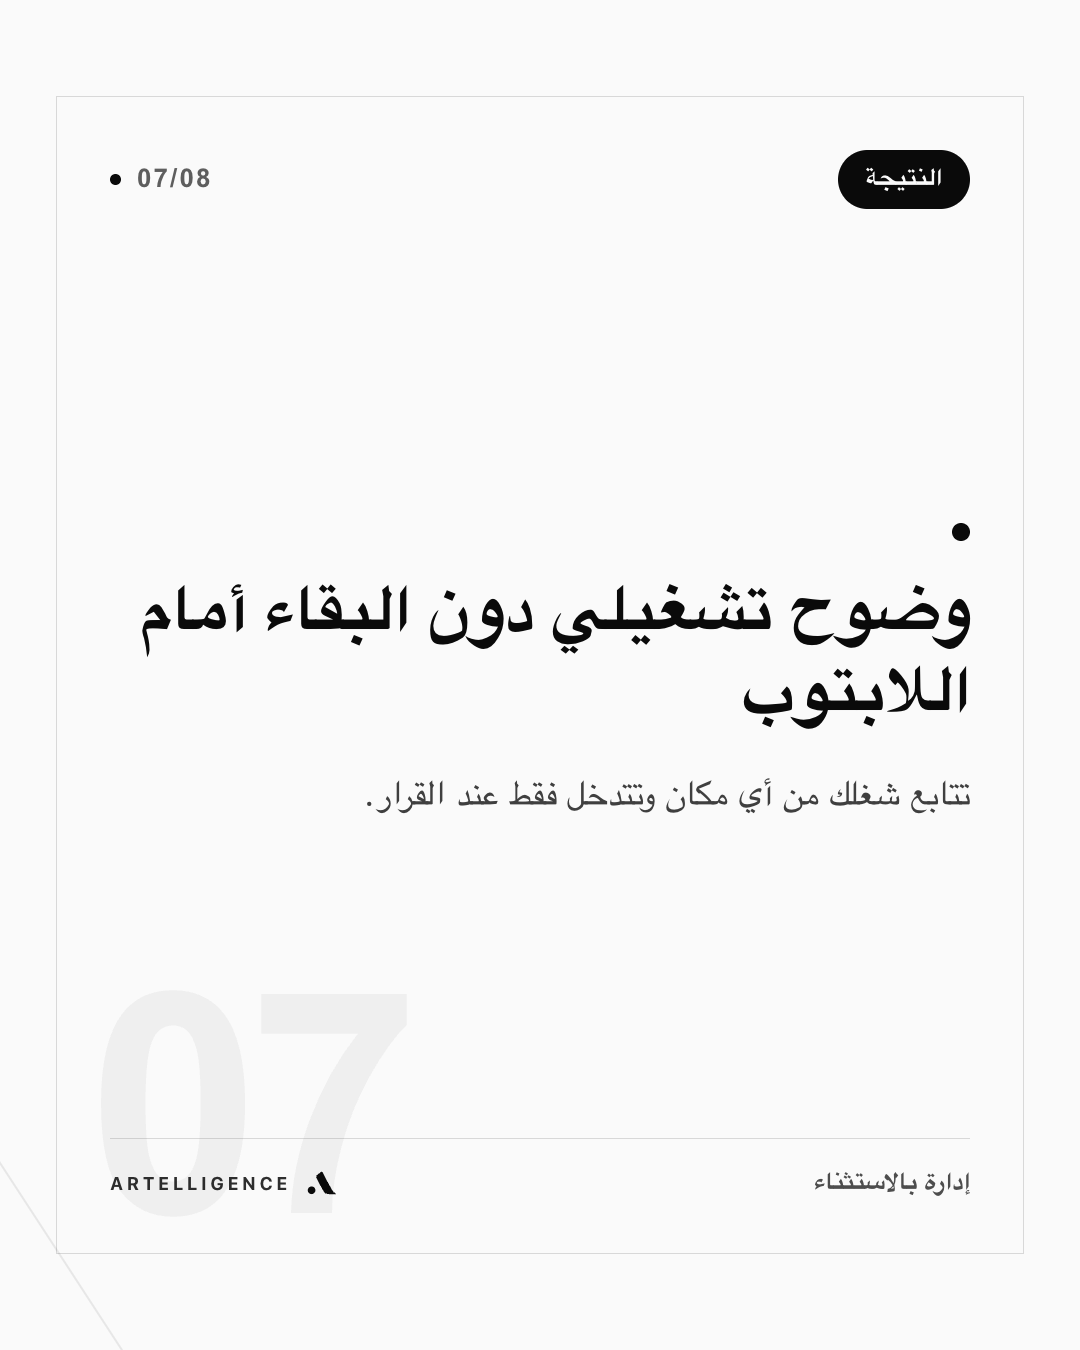 النتيجة
07/08
وضوح تشغيلي دون البقاء أمام
اللابتوب
تتابع شغلك من أي مكان وتتدخل فقط عند القرار.
07
إدارة بالاستثناء
ARTELLIGENCE